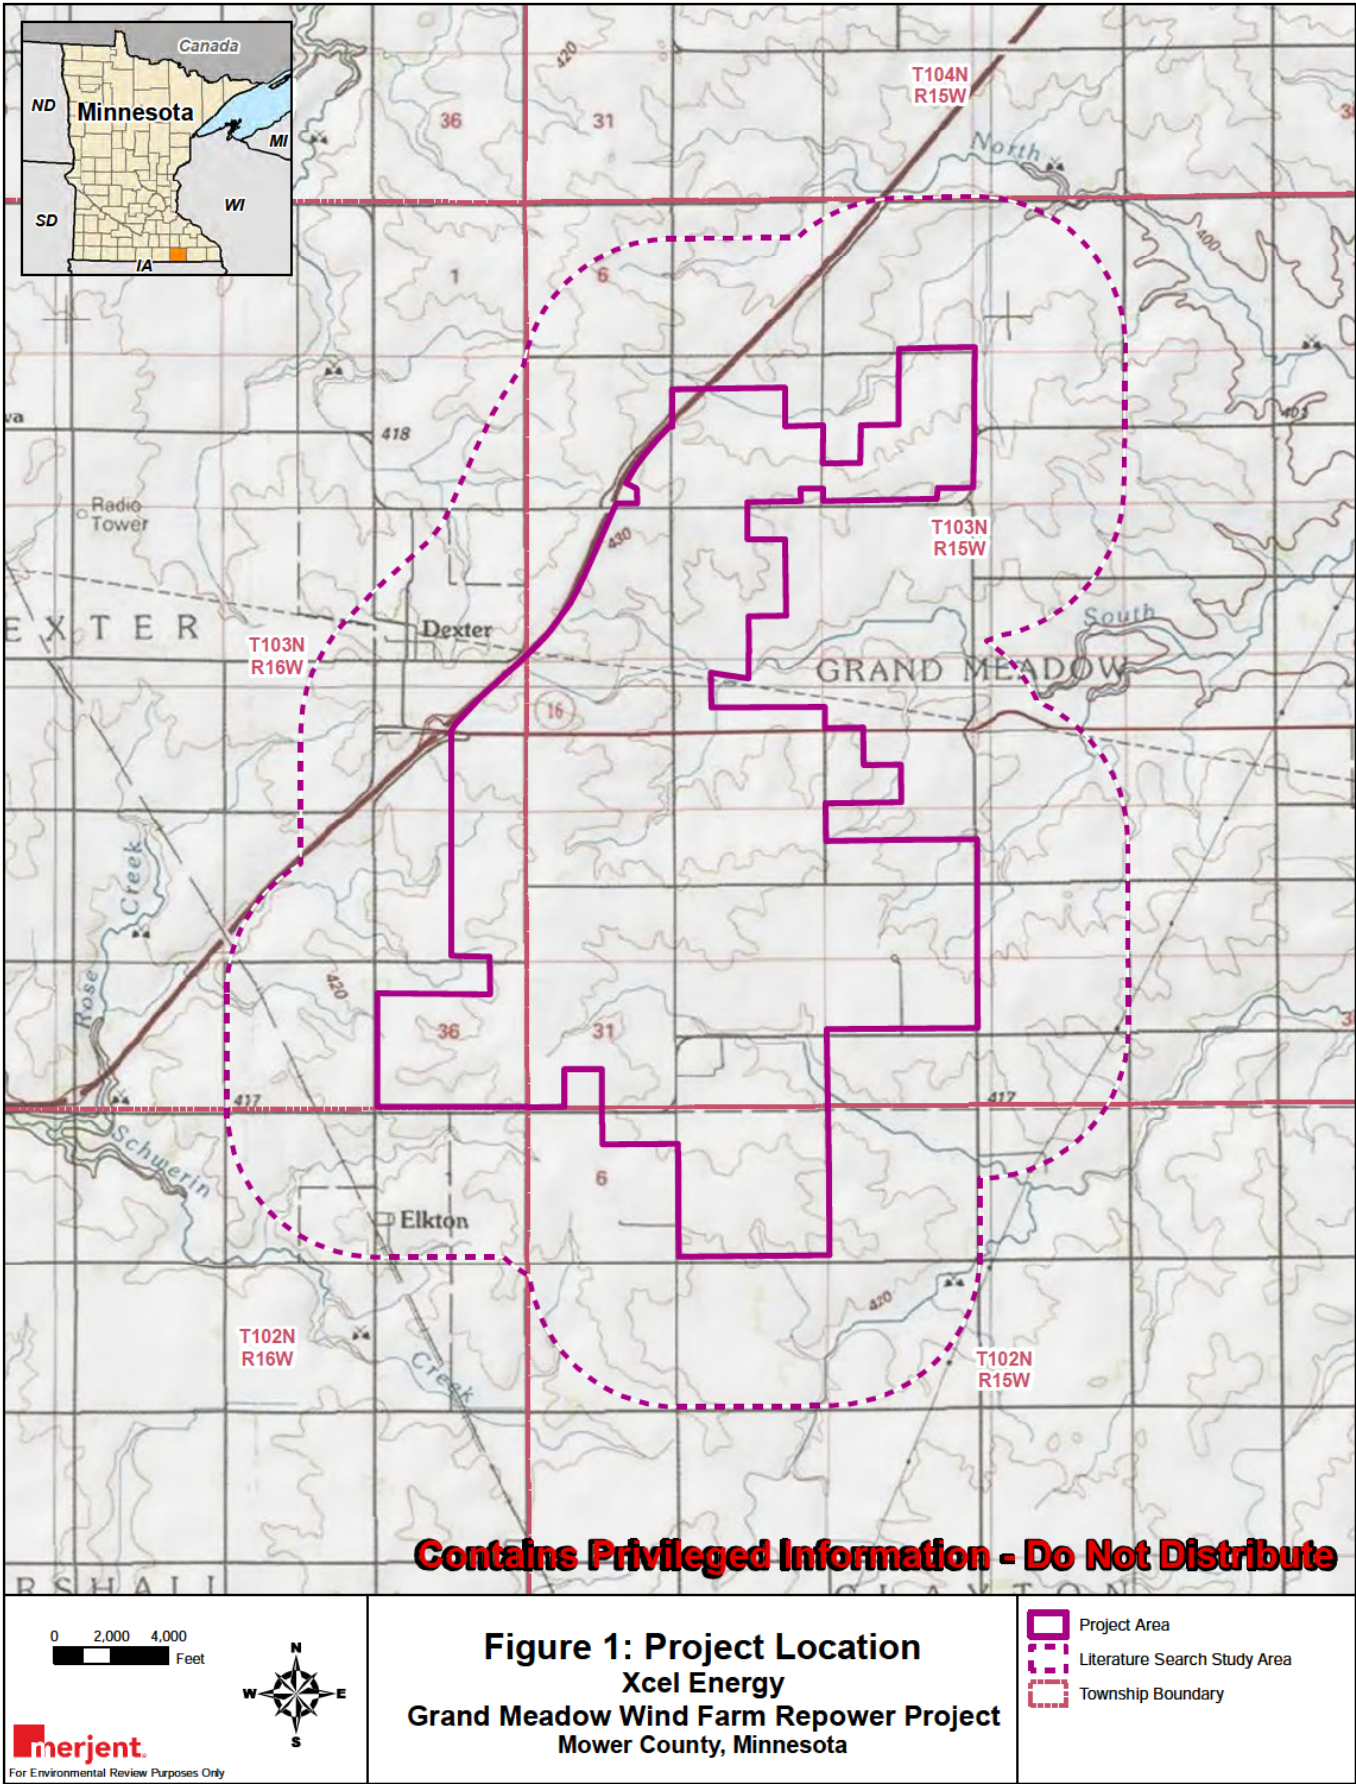 Canada
ND
Minnesota
MI
SD
WI
IA
420
36
31
T104N
R15W
North
400
1
6
418
Radio
Tower
430
T103N
R15W
South
EXTER
Dexter
T103N
R16W
GRAND MEADOW
16
Creek
Rose
420
36
31
417
417
Schwerin
1
6
Elkton
420
T102N
R16W
Creek
T102N
R15W
Contains Privileged Information - Do Not Distribute
RSHALL
CLAYTON
0 2,000 4,000
Feet
N
W E
S
merjent.
For Environmental Review Purposes Only
Figure 1: Project Location
Xcel Energy
Grand Meadow Wind Farm Repower Project
Mower County, Minnesota
Project Area
Literature Search Study Area
Township Boundary